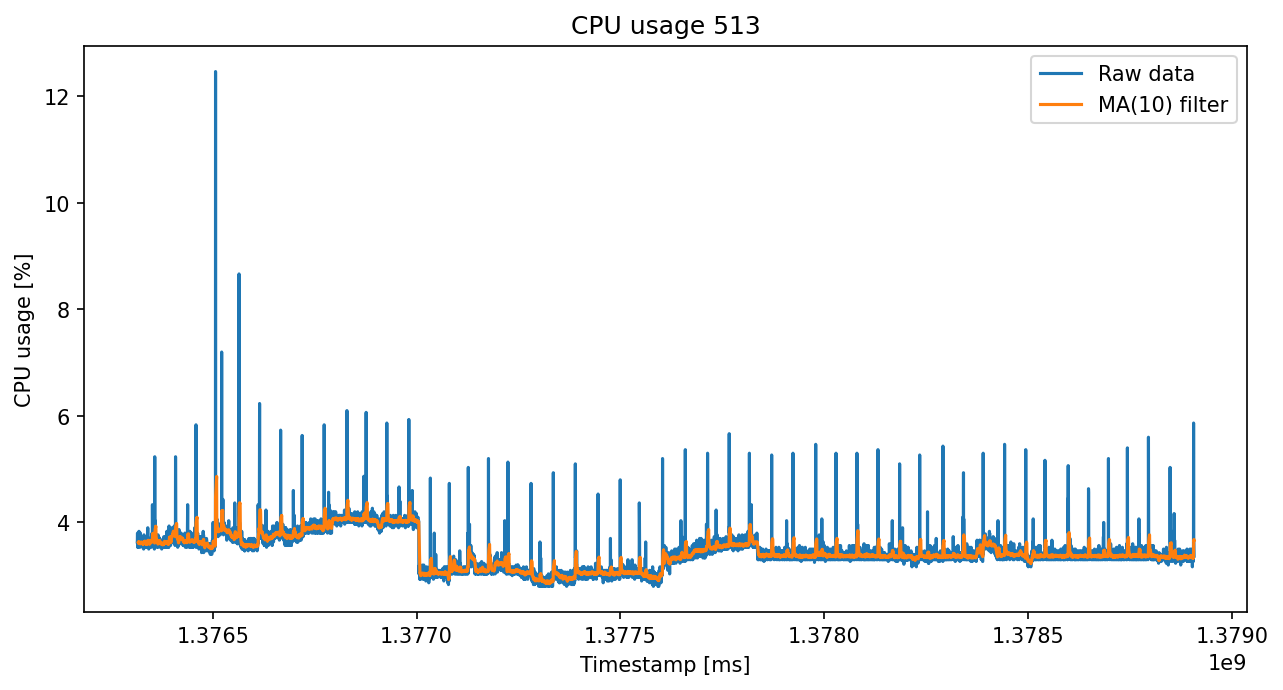 CPU usage 513
Raw data
MA(10) filter
CPU usage [%]
12
10
8
6
4
1.3765 1.3770 1.3775 1.3780 1.3785 1.3790
1e9
Timestamp [ms]